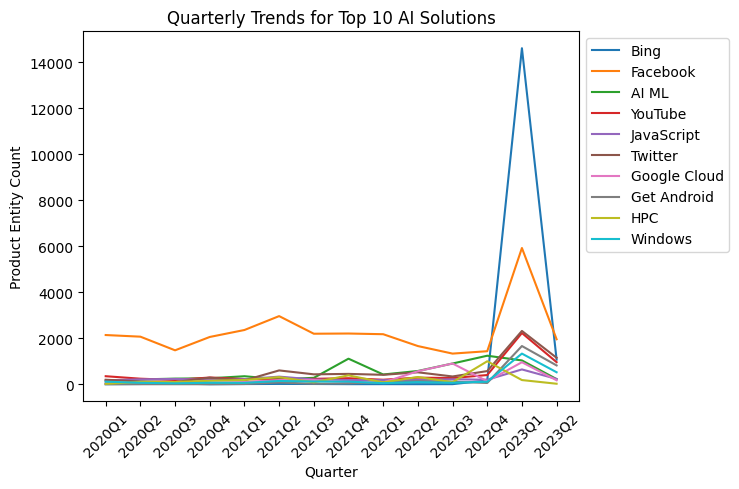 Quarterly Trends for Top 10 AI Solutions
Product Entity Count
14000
12000
10000
8000
6000
4000
2000
0
2020Q1
2020Q2
2020Q3
2020Q4
2021Q1
2021Q2
2021Q3
2021Q4
2022Q1
2022Q2
2022Q3
2022Q4
2023Q1
2023Q2
Quarter
Bing
Facebook
AI ML
YouTube
JavaScript
Twitter
Google Cloud
Get Android
HPC
Windows